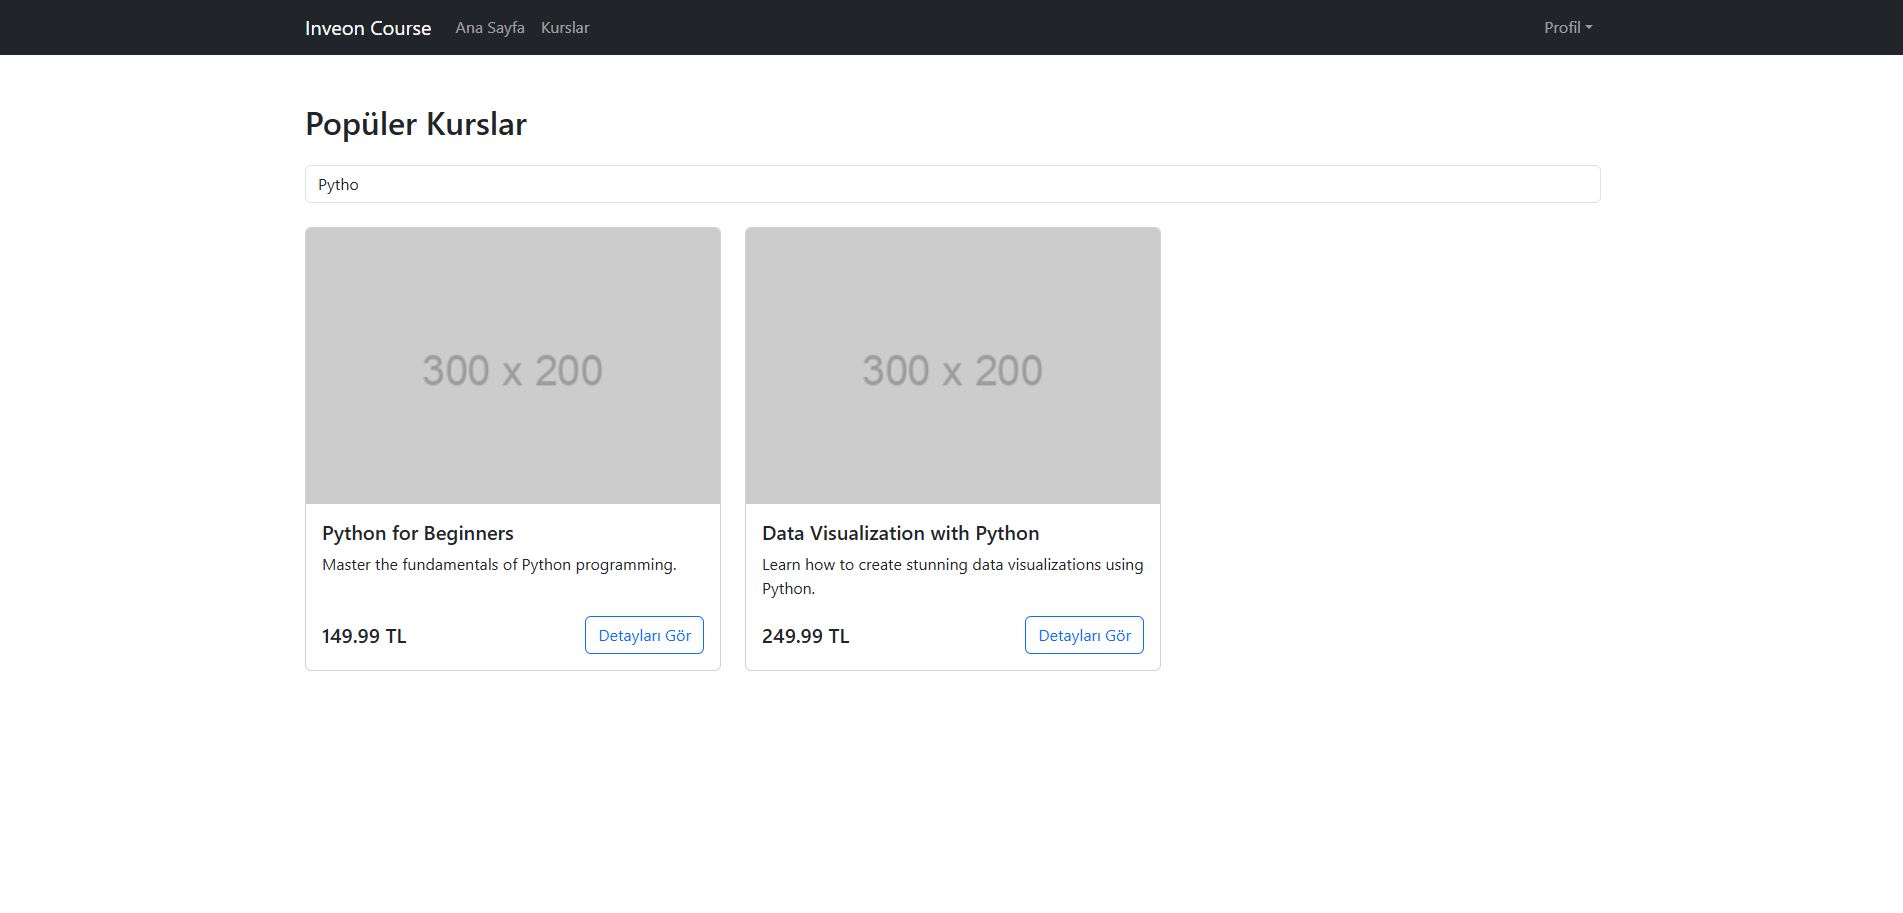 Inveon Course Ana Sayfa Kurslar Profil
Popüler Kurslar
Pytho
300 x 200
300 x 200
Python for Beginners
Master the fundamentals of Python programming.
149.99 TL Detayları Gör
Data Visualization with Python
Learn how to create stunning data visualizations using
Python.
249.99 TL Detayları Gör